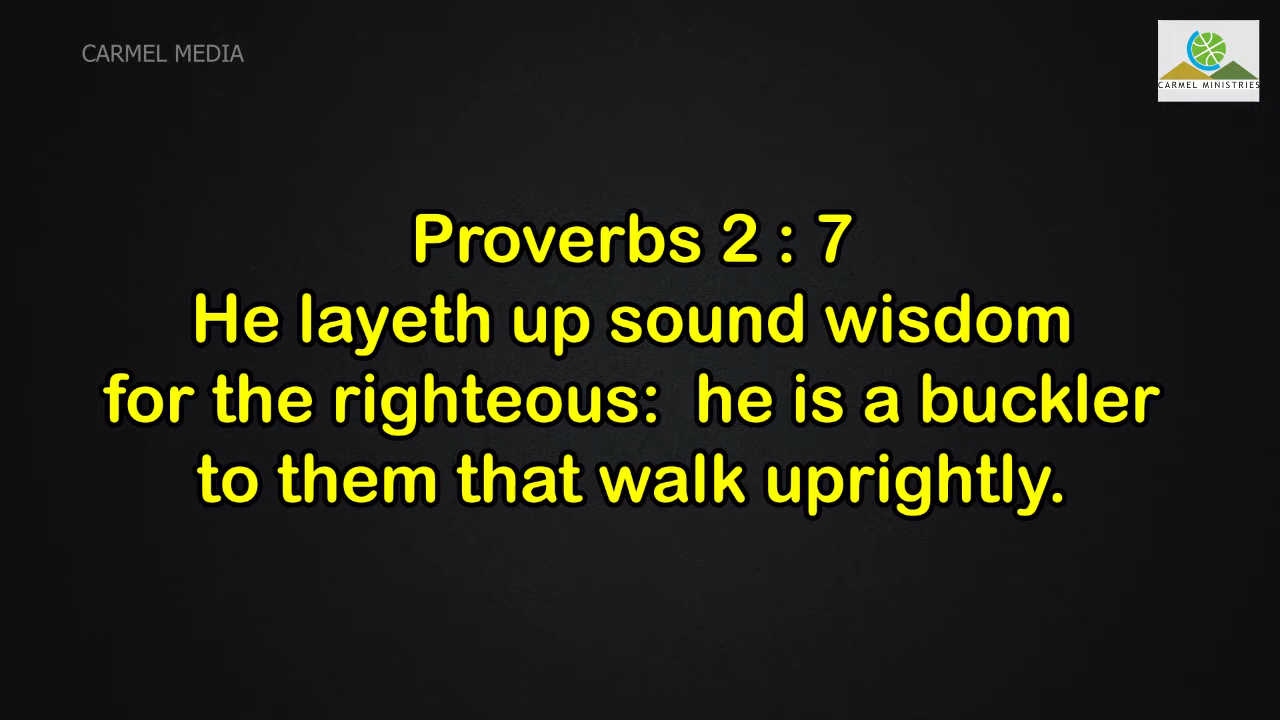 CARMEL MEDIA
CARMEL MINISTRIES
Proverbs 2 : 7
He layeth up sound wisdom
for the righteous:  he is a buckler
to them that walk uprightly.